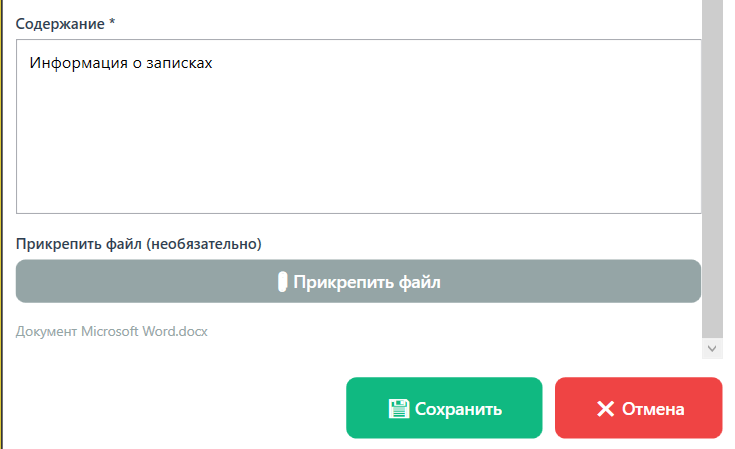 Содержание *
Информация о записках
Прикрепить файл (необязательно)
Прикрепить файл
Документ Microsoft Word.docx
Сохранить
Отмена